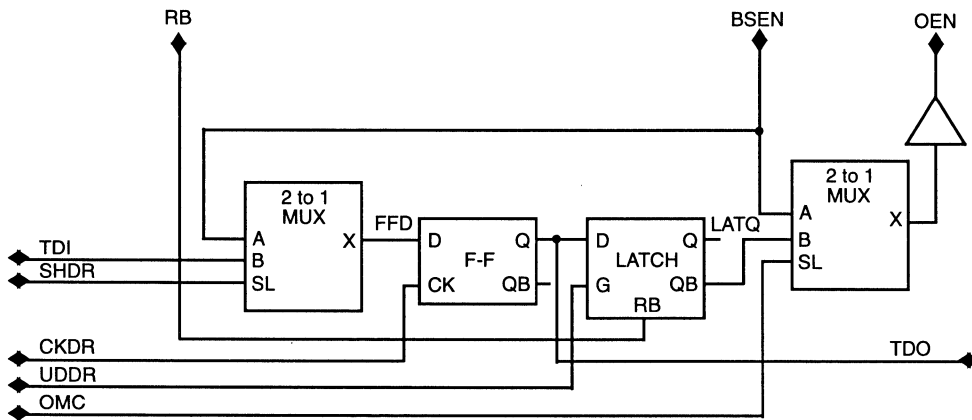 RB
BSEN
OEN
2 to 1
MUX
A
B
SL
X
FFD
D
Q
F-F
CK
QB
D
Q
LATCH
G
QB
RB
LATQ
2 to 1
MUX
A
B
SL
X
TDI
SHDR
CKDR
UDDR
OMC
TDO